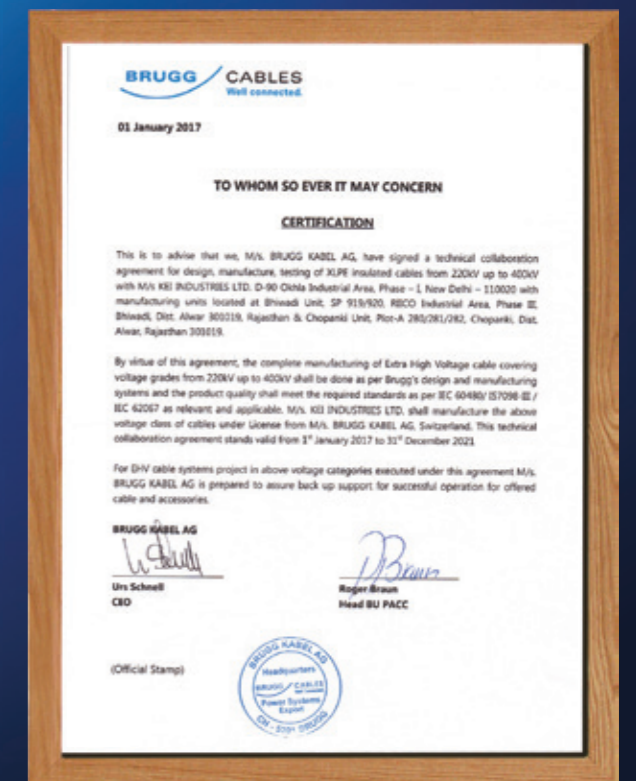 BRUGG CABLES
Well connected.
01 January 2017
TO WHOM SO EVER IT MAY CONCERN
CERTIFICATION
This is to advise that we, M/s. BRUGG KABEL AG, have signed a technical collaboration
agreement for design, manufacture, testing of XLPE insulated cables from 220kV up to 400kV
with M/s KEI INDUSTRIES LTD. D-90 Okhla Industrial Area, Phase – I, New Delhi – 110020 with
manufacturing units located at Bhiwadi Unit, SP 919/920, RIICO Industrial Area, Phase III,
Bhiwadi, Dist. Alwar 301019, Rajasthan & Chopanki Unit, Plot-A 280/281/282, Chopanki, Dist.
Alwar, Rajasthan 301019.
By virtue of this agreement, the complete manufacturing of Extra High Voltage cable covering
voltage grades from 220kV up to 400kV shall be done as per Brugg's design and manufacturing
systems and the product quality shall meet the required standards as per IEC 60480/ IS7098-III /
IEC 62067 as relevant and applicable. M/s. KEI INDUSTRIES LTD. shall manufacture the above
voltage class of cables under License from M/s. BRUGG KABEL AG, Switzerland. This technical
collaboration agreement stands valid from 1st January 2017 to 31st December 2021.
For EHV cable systems project in above voltage categories executed under this agreement M/s.
BRUGG KABEL AG is prepared to assure back up support for successful operation for offered
cable and accessories.
BRUGG KABEL AG
Urs Schnell
CEO
Roger Braun
Head BU PACC
(Official Stamp)
BRUGG KABEL AG
Headquarters
BRUGG CABLES
Power Systems
Export
BRUGG